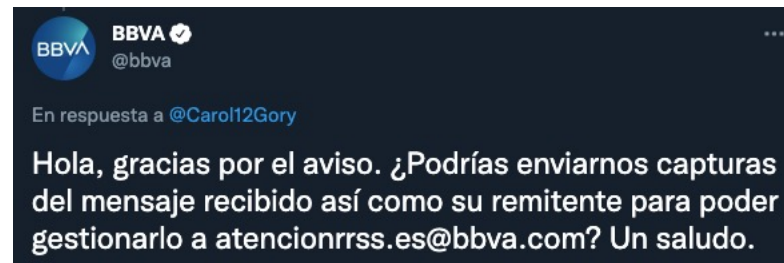 BBVA
BBVA
@bbva
En respuesta a @Carol12Gory
Hola, gracias por el aviso. ¿Podrías enviarnos capturas
del mensaje recibido así como su remitente para poder
gestionarlo a atencionrrss.es@bbva.com? Un saludo.